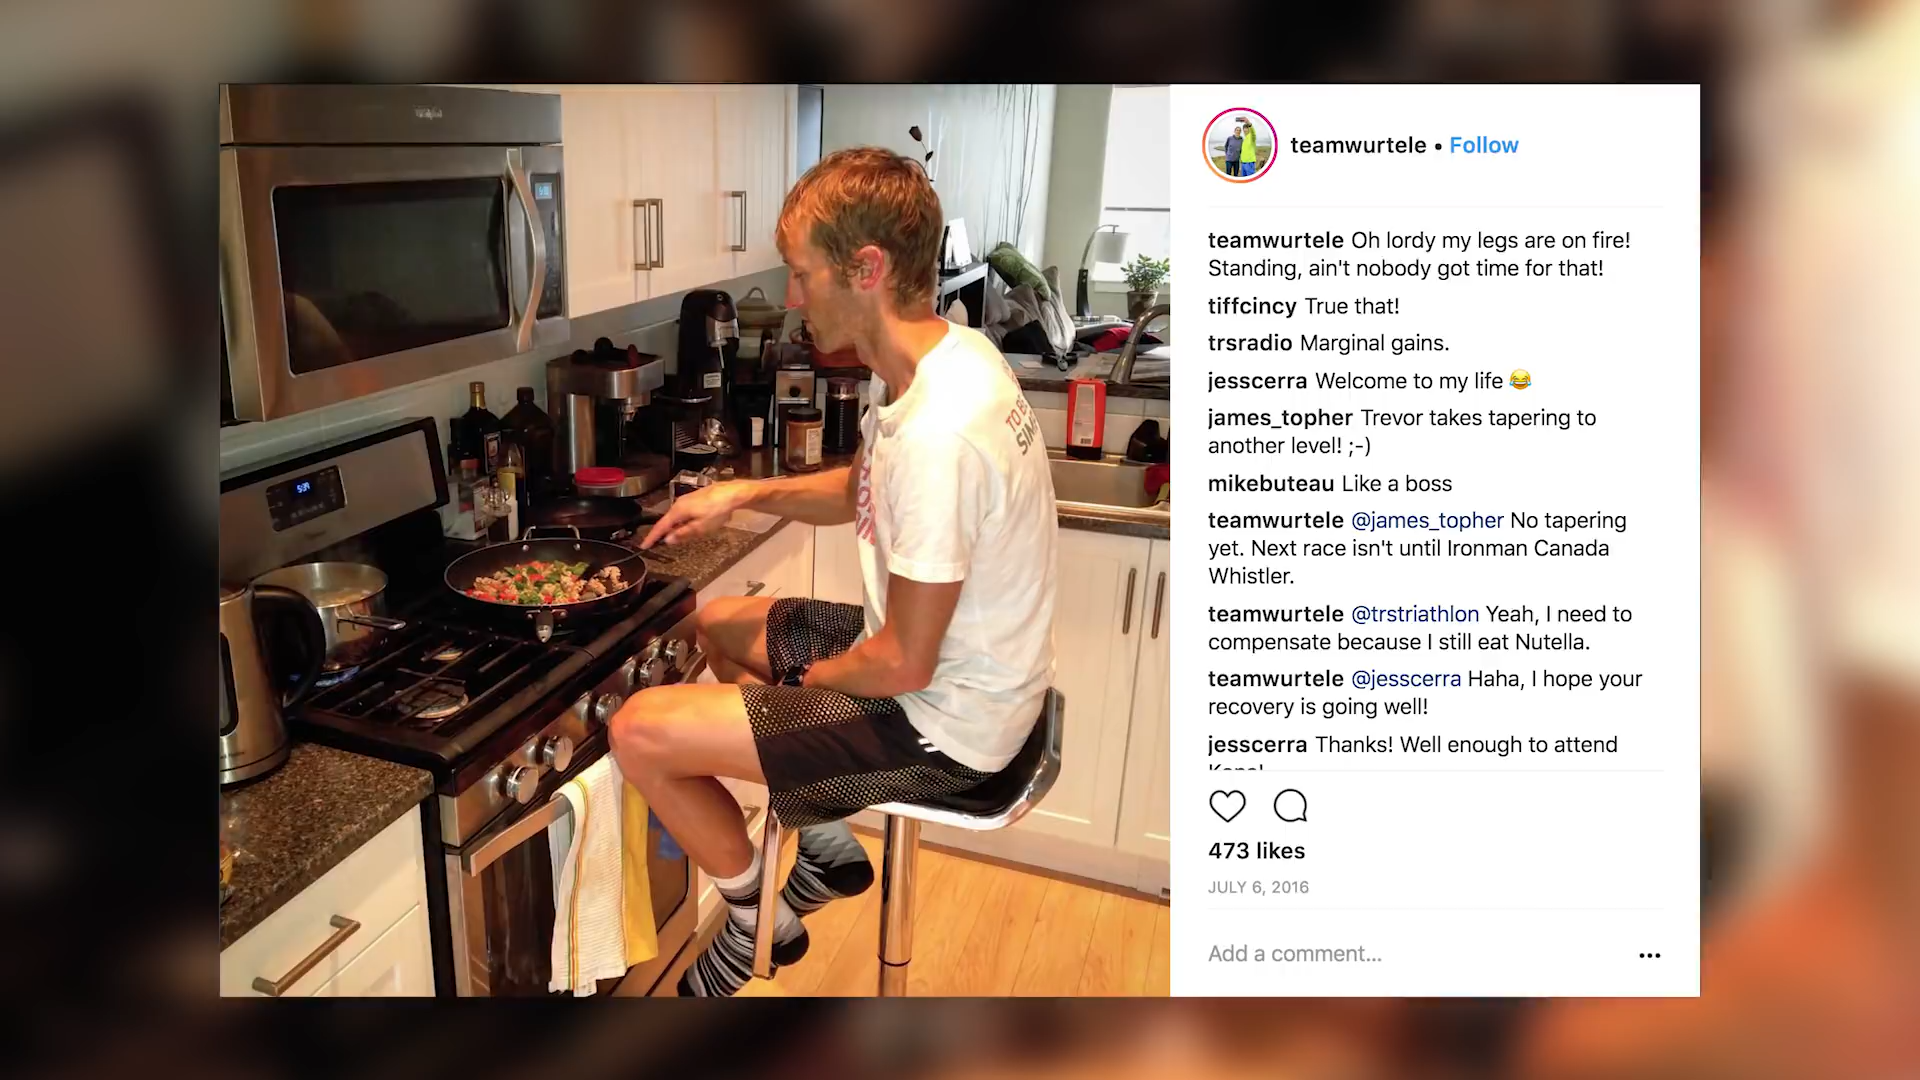 teamwurtele • Follow
teamwurtele Oh lordy my legs are on fire!
Standing, ain't nobody got time for that!
tiffcincy True that!
trsradio Marginal gains.
jesscerra Welcome to my life 😂
james_topher Trevor takes tapering to
another level! ;-)
mikebuteau Like a boss
teamwurtele @james_topher No tapering
yet. Next race isn't until Ironman Canada
Whistler.
teamwurtele @trstriathlon Yeah, I need to
compensate because I still eat Nutella.
teamwurtele @jesscerra Haha, I hope your
recovery is going well!
jesscerra Thanks! Well enough to attend
473 likes
JULY 6, 2016
Add a comment...
5:39